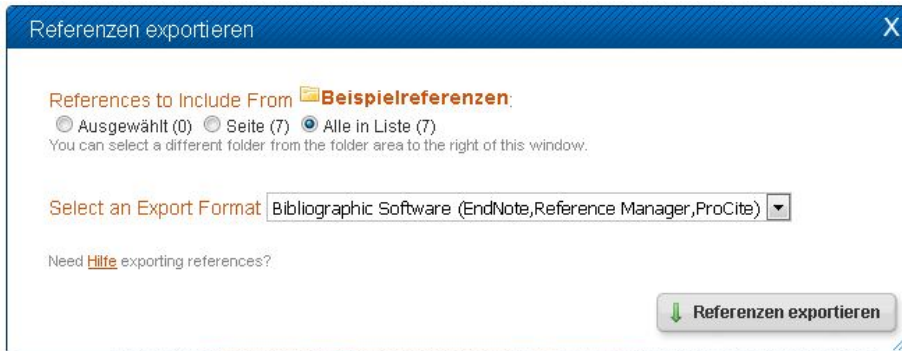 Referenzen exportieren X
References to Include From Beispielreferenzen:
Ausgewählt (0) Seite (7) Alle in Liste (7)
You can select a different folder from the folder area to the right of this window.
Select an Export Format Bibliographic Software (EndNote,Reference Manager,ProCite)
Need Hilfe exporting references?
Referenzen exportieren